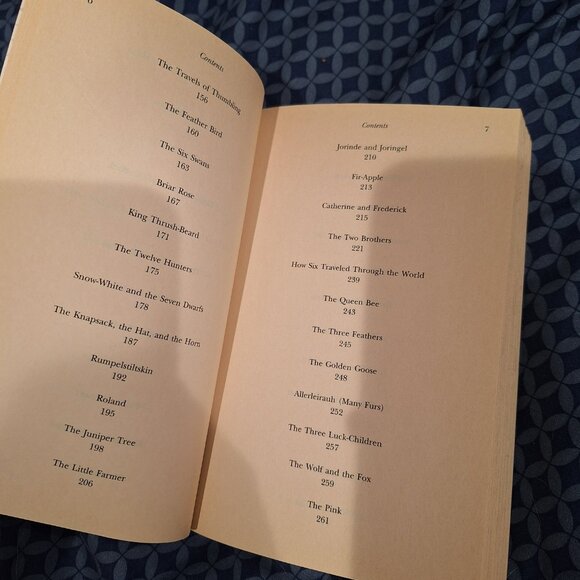 6
Contents
The Travels of Thumbling
156
The Feather Bird
160
The Six Swans
163
Briar Rose
167
King Thrush-Beard
171
The Twelve Hunters
175
Snow-White and the Seven Dwarfs
178
The Knapsack, the Hat, and the Horn
187
Rumpelstiltskin
192
Roland
195
The Juniper Tree
198
The Little Farmer
206
Contents 7
Jorinde and Joringel
210
Fir-Apple
213
Catherine and Frederick
215
The Two Brothers
221
How Six Traveled Through the World
239
The Queen Bee
243
The Three Feathers
245
The Golden Goose
248
Allerleirauh (Many Furs)
252
The Three Luck-Children
257
The Wolf and the Fox
259
The Pink
261